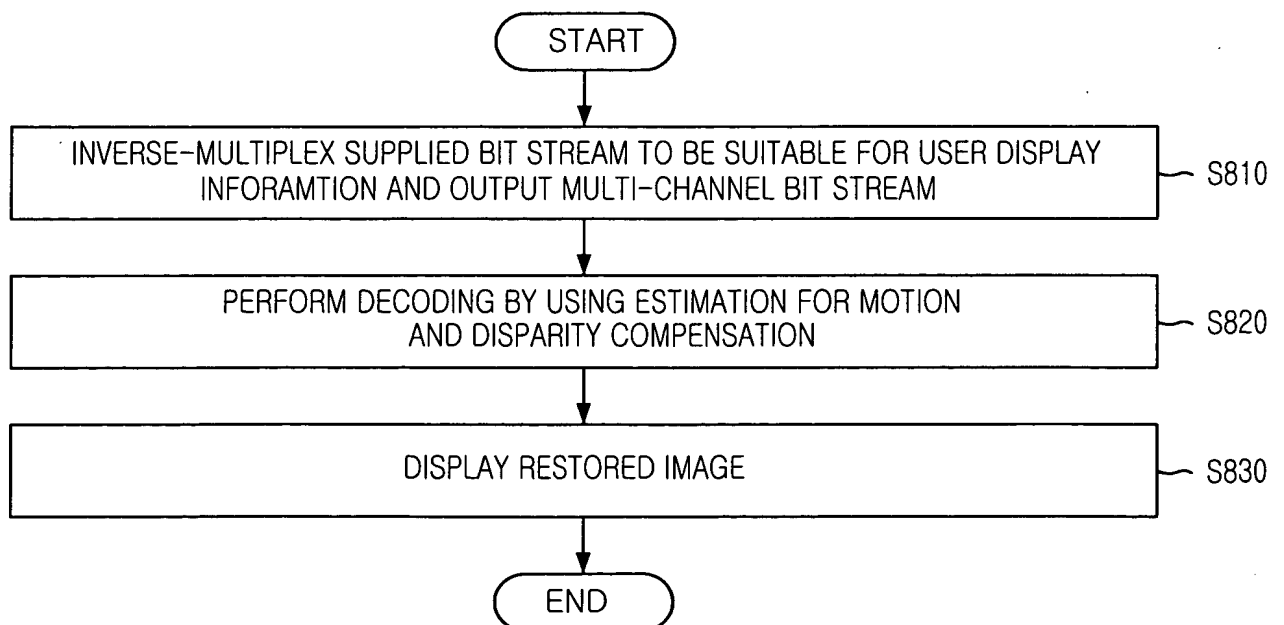 START
INVERSE-MULTIPLEX SUPPLIED BIT STREAM TO BE SUITABLE FOR USER DISPLAY
INFORAMTION AND OUTPUT MULTI-CHANNEL BIT STREAM
S810
PERFORM DECODING BY USING ESTIMATION FOR MOTION
AND DISPARITY COMPENSATION
S820
DISPLAY RESTORED IMAGE
S830
END